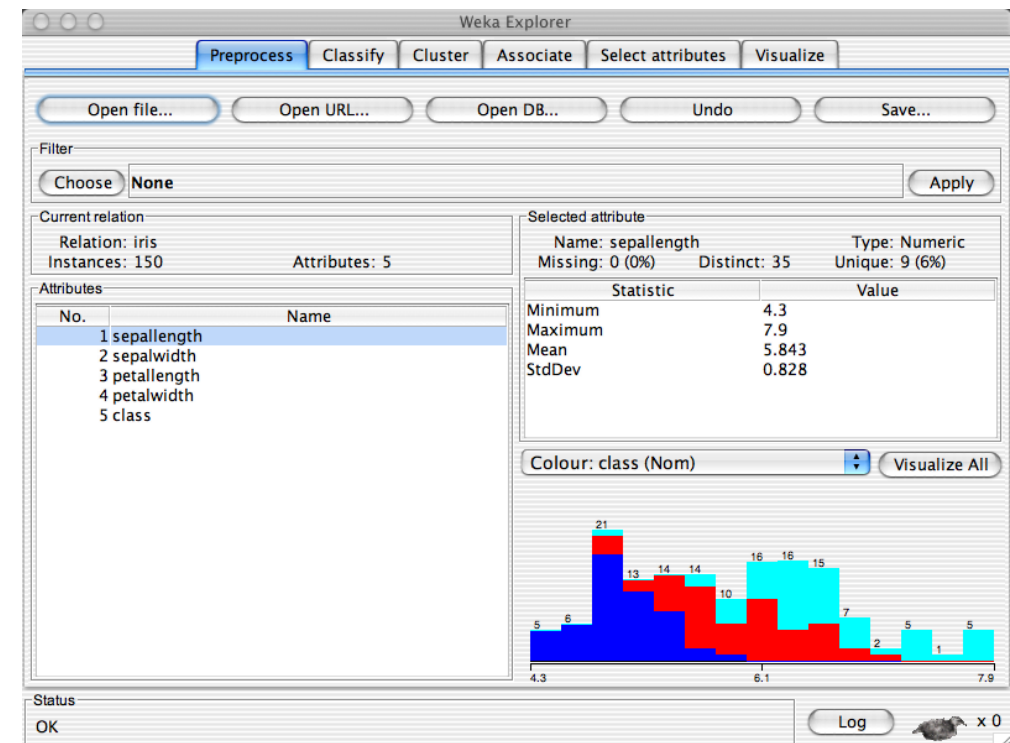 Weka Explorer
Preprocess Classify Cluster Associate Select attributes Visualize
Open file... Open URL... Open DB... Undo Save...
Filter
Choose None Apply
Current relation
Relation: iris
Instances: 150 Attributes: 5
Attributes
No. Name
1 sepallength
2 sepalwidth
3 petallength
4 petalwidth
5 class
Selected attribute
Name: sepallength Type: Numeric
Missing: 0 (0%) Distinct: 35 Unique: 9 (6%)
Statistic Value
Minimum 4.3
Maximum 7.9
Mean 5.843
StdDev 0.828
Colour: class (Nom) Visualize All
5 6 21 13 14 14 10 16 16 15 7 2 5 1 5
4.3 6.1 7.9
Status
OK Log x 0